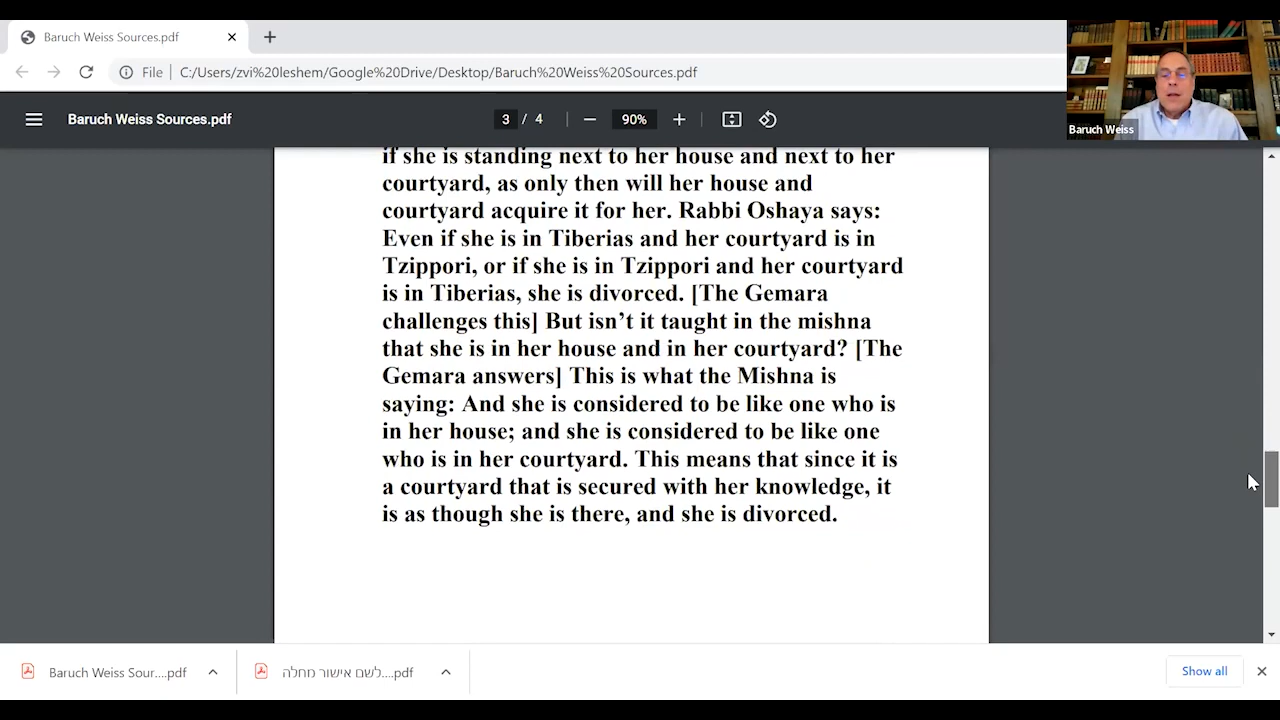 Baruch Weiss Sources.pdf
File
C:/Users/zvi%20leshem/Google%20Drive/Desktop/Baruch%20Weiss%20Sources.pdf
Baruch Weiss
Baruch Weiss Sources.pdf
3 / 4
90%
if she is standing next to her house and next to her
courtyard, as only then will her house and
courtyard acquire it for her. Rabbi Oshaya says:
Even if she is in Tiberias and her courtyard is in
Tzippori, or if she is in Tzippori and her courtyard
is in Tiberias, she is divorced. [The Gemara
challenges this] But isn’t it taught in the mishna
that she is in her house and in her courtyard? [The
Gemara answers] This is what the Mishna is
saying: And she is considered to be like one who is
in her house; and she is considered to be like one
who is in her courtyard. This means that since it is
a courtyard that is secured with her knowledge, it
is as though she is there, and she is divorced.
Baruch Weiss Sour....pdf
לשם אישור מחלה....pdf
Show all